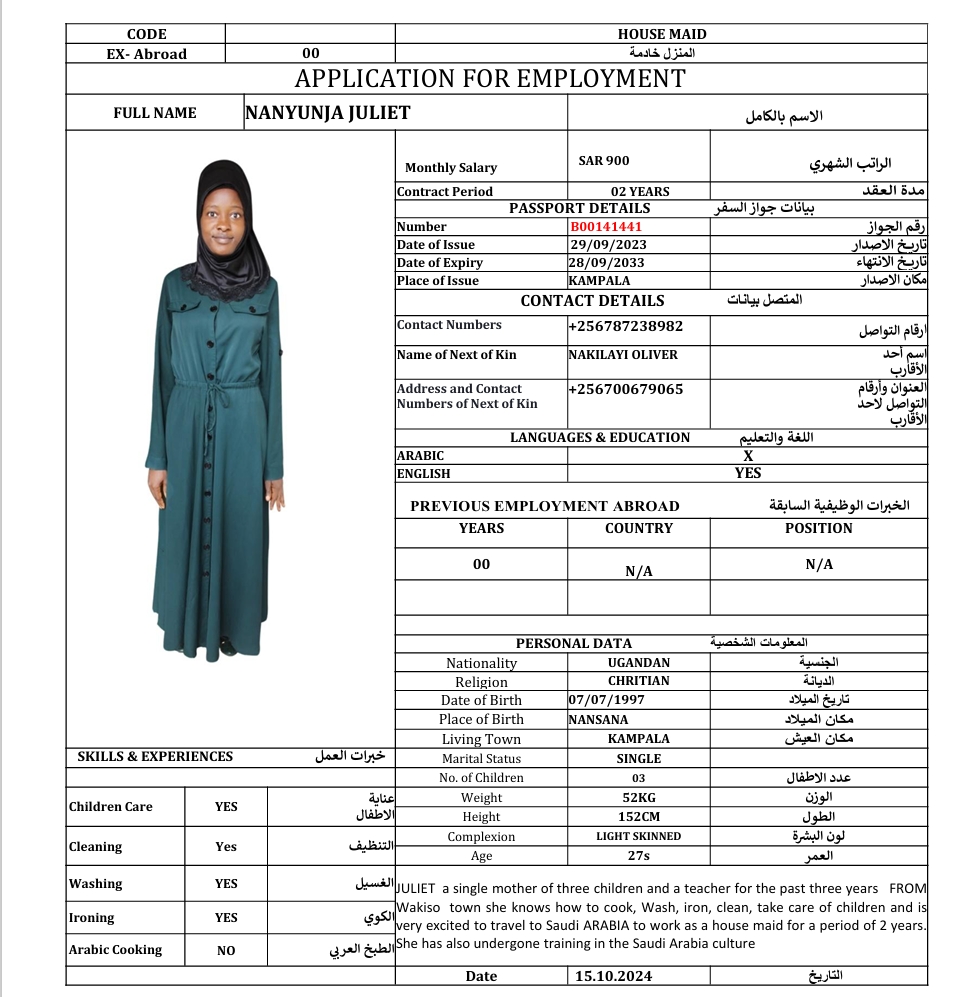 CODE
HOUSE MAID
EX- Abroad 00 المنزل خادمة
APPLICATION FOR EMPLOYMENT
FULL NAME NANYUNJA JULIET الاسم بالكامل
Monthly Salary SAR 900 الراتب الشهري
Contract Period 02 YEARS مدة العقد
PASSPORT DETAILS بيانات جواز السفر
Number B00141441 رقم الجواز
Date of Issue 29/09/2023 تاريخ الاصدار
Date of Expiry 28/09/2033 تاريخ الانتهاء
Place of Issue KAMPALA مكان الاصدار
CONTACT DETAILS المتصل بيانات
Contact Numbers +256787238982 ارقام التواصل
Name of Next of Kin NAKILAYI OLIVER اسم أحد
الأقارب
Address and Contact +256700679065 العنوان وأرقام
Numbers of Next of Kin التواصل لاحد
الأقارب
LANGUAGES & EDUCATION اللغة والتعليم
ARABIC X
ENGLISH YES
PREVIOUS EMPLOYMENT ABROAD الخبرات الوظيفية السابقة
YEARS COUNTRY POSITION
00 N/A N/A
PERSONAL DATA المعلومات الشخصية
Nationality UGANDAN الجنسية
Religion CHRITIAN الديانة
Date of Birth 07/07/1997 تاريخ الميلاد
Place of Birth NANSANA مكان الميلاد
Living Town KAMPALA مكان العيش
Marital Status SINGLE
No. of Children 03 عدد الاطفال
Weight 52KG الوزن
Height 152CM الطول
Complexion LIGHT SKINNED لون البشرة
Age 27s العمر
SKILLS & EXPERIENCES خبرات العمل
Children Care YES عناية
الاطفال
Cleaning Yes التنظيف
Washing YES الغسيل
Ironing YES الكوي
Arabic Cooking NO الطبخ العربي
JULIET a single mother of three children and a teacher for the past three years FROM
Wakiso town she knows how to cook, Wash, iron, clean, take care of children and is
very excited to travel to Saudi ARABIA to work as a house maid for a period of 2 years.
She has also undergone training in the Saudi Arabia culture
Date 15.10.2024 التاريخ